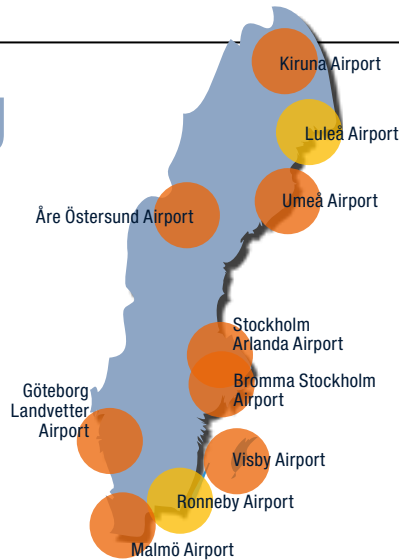 Kiruna Airport
Luleå Airport
Umeå Airport
Åre Östersund Airport
Stockholm
Arlanda Airport
Bromma Stockholm
Airport
Göteborg
Landvetter
Airport
Visby Airport
Ronneby Airport
Malmö Airport